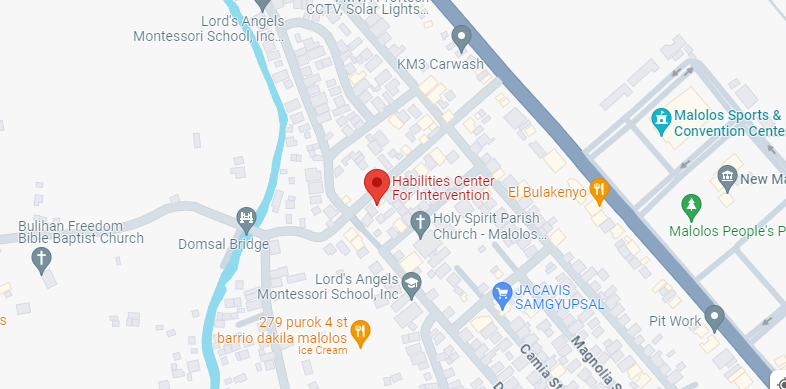 CCTV, Solar Lights...
Lord's Angels
Montessori School, Inc...
KM3 Carwash
Malolos Sports &
Convention Cente
Habilities Center
For Intervention
El Bulakenyo
New Ma
Holy Spirit Parish
Church - Malolos...
Malolos People's P
Bulihan Freedom
Bible Baptist Church
Domsal Bridge
Lord's Angels
Montessori School, Inc
JACAVIS
SAMGYUPSAL
279 purok 4 st
barrio dakila malolos
Ice Cream
Pit Work
Camia St
Magnolia S
D
s